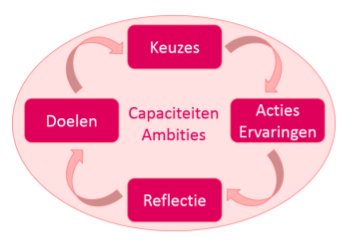 Keuzes
Doelen
Capaciteiten
Ambities
Acties
Ervaringen
Reflectie